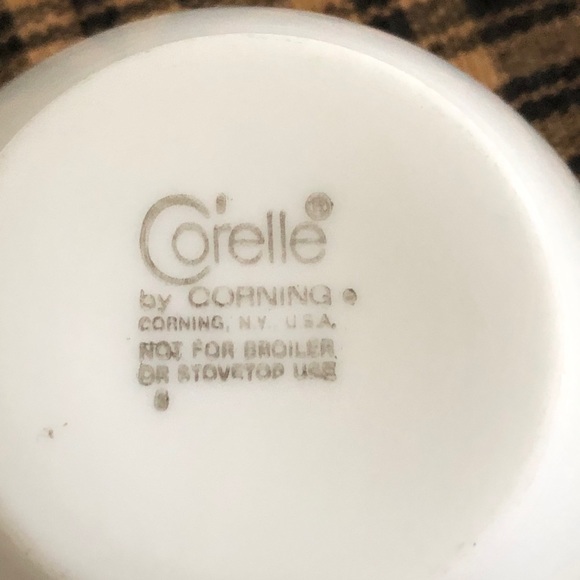 Corelle®
by CORNING
CORNING, N.Y. U.S.A.
NOT FOR BROILER
OR STOVETOP USE